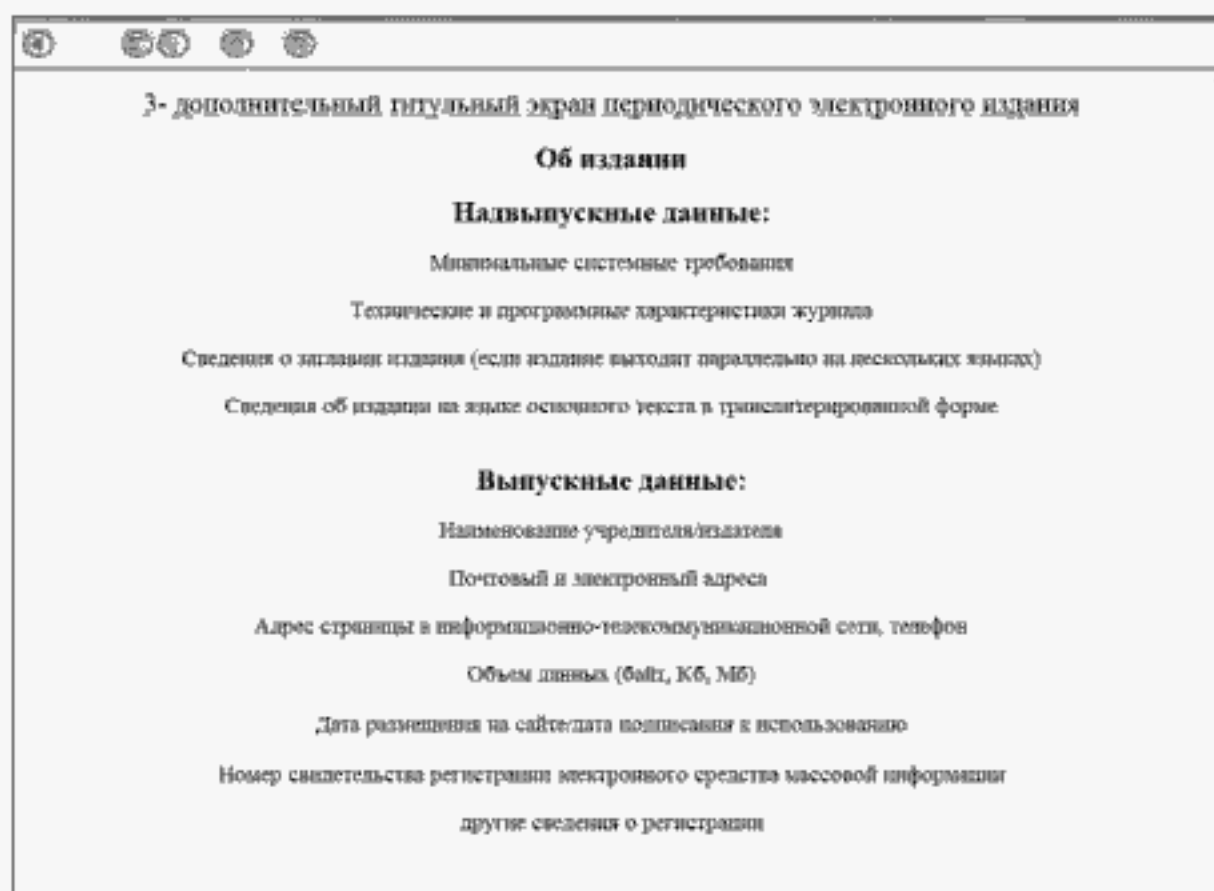 3- дополнительный титульный экран периодического электронного издания
Об издании
Надвыпускные данные:
Минимальные системные требования
Технические и программные характеристики журнала
Сведения о заглавии издания (если издание выходит параллельно на нескольких языках)
Сведения об издании на языке основного текста в транслитерированной форме
Выпускные данные:
Наименование учредителя/издателя
Почтовый и электронный адреса
Адрес страницы в информационно-телекоммуникационной сети, телефон
Объем данных (байт, Кб, Мб)
Дата размещения на сайте/дата подписания к использованию
Номер свидетельства регистрации электронного средства массовой информации
другие сведения о регистрации